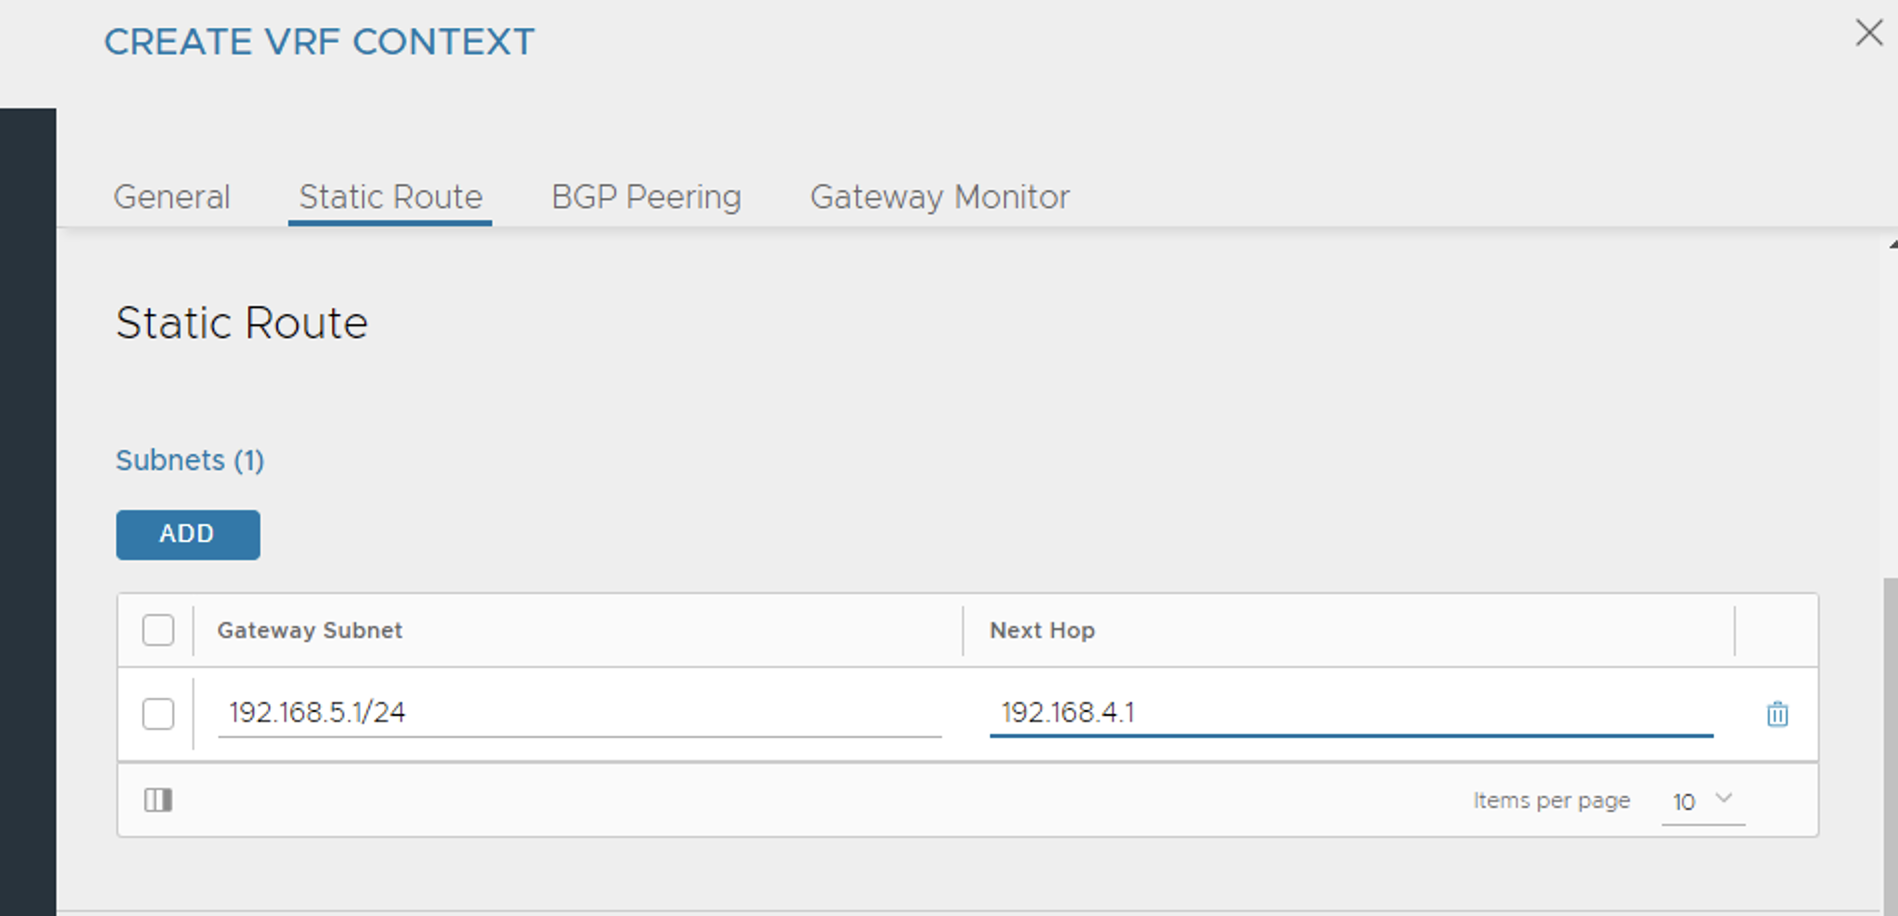 CREATE VRF CONTEXT
General Static Route BGP Peering Gateway Monitor
Static Route
Subnets (1)
ADD
Gateway Subnet Next Hop
192.168.5.1/24 192.168.4.1
Items per page 10